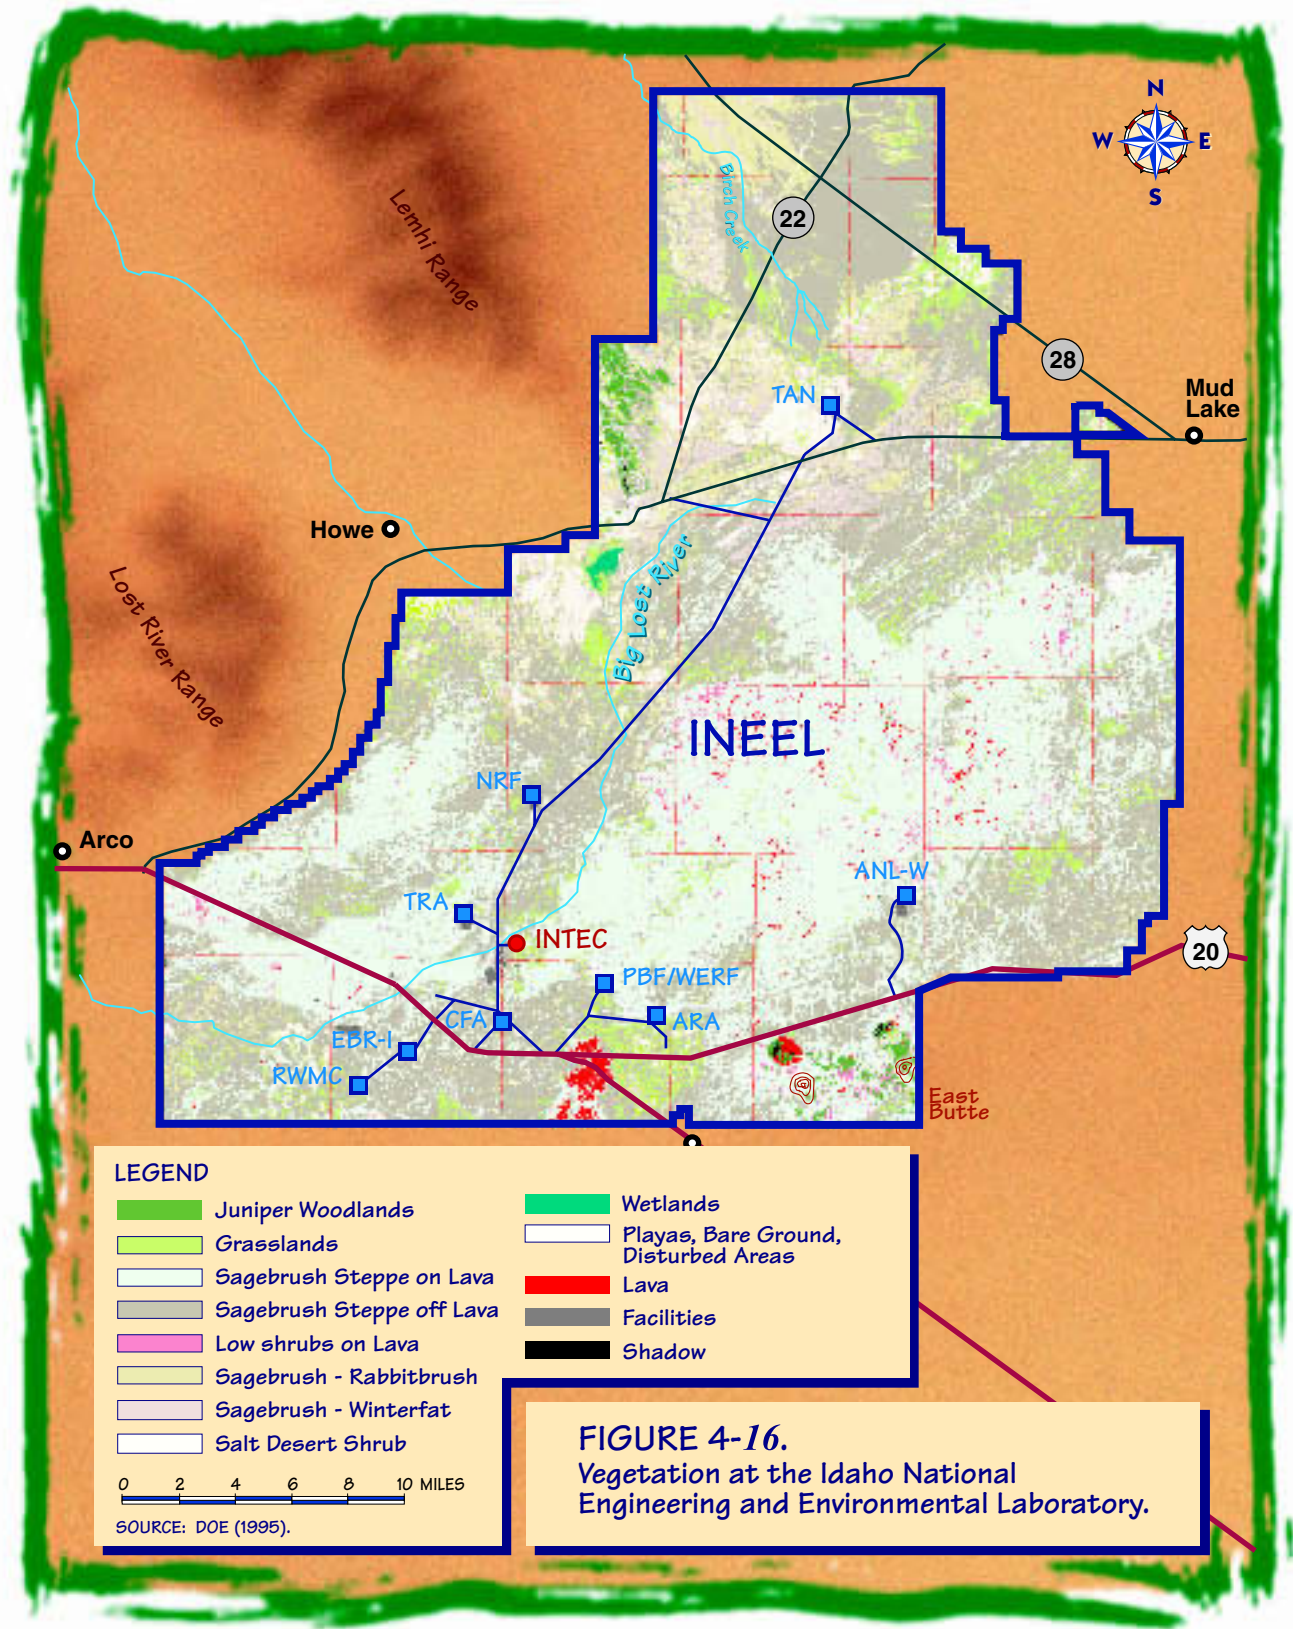 N
W
E
S
Lemhi Range
Birch Creek
22
28
TAN
Mud
Lake
Howe
Lost River Range
Big Lost River
INEEL
NRF
Arco
ANL-W
TRA
INTEC
20
PBF/WERF
CFA
ARA
EBR-I
RWMC
East
Butte
LEGEND
Juniper Woodlands
Grasslands
Sagebrush Steppe on Lava
Sagebrush Steppe off Lava
Low shrubs on Lava
Sagebrush - Rabbitbrush
Sagebrush - Winterfat
Salt Desert Shrub
Wetlands
Playas, Bare Ground,
Disturbed Areas
Lava
Facilities
Shadow
0 2 4 6 8 10 MILES
SOURCE: DOE (1995).
FIGURE 4-16.
Vegetation at the Idaho National
Engineering and Environmental Laboratory.